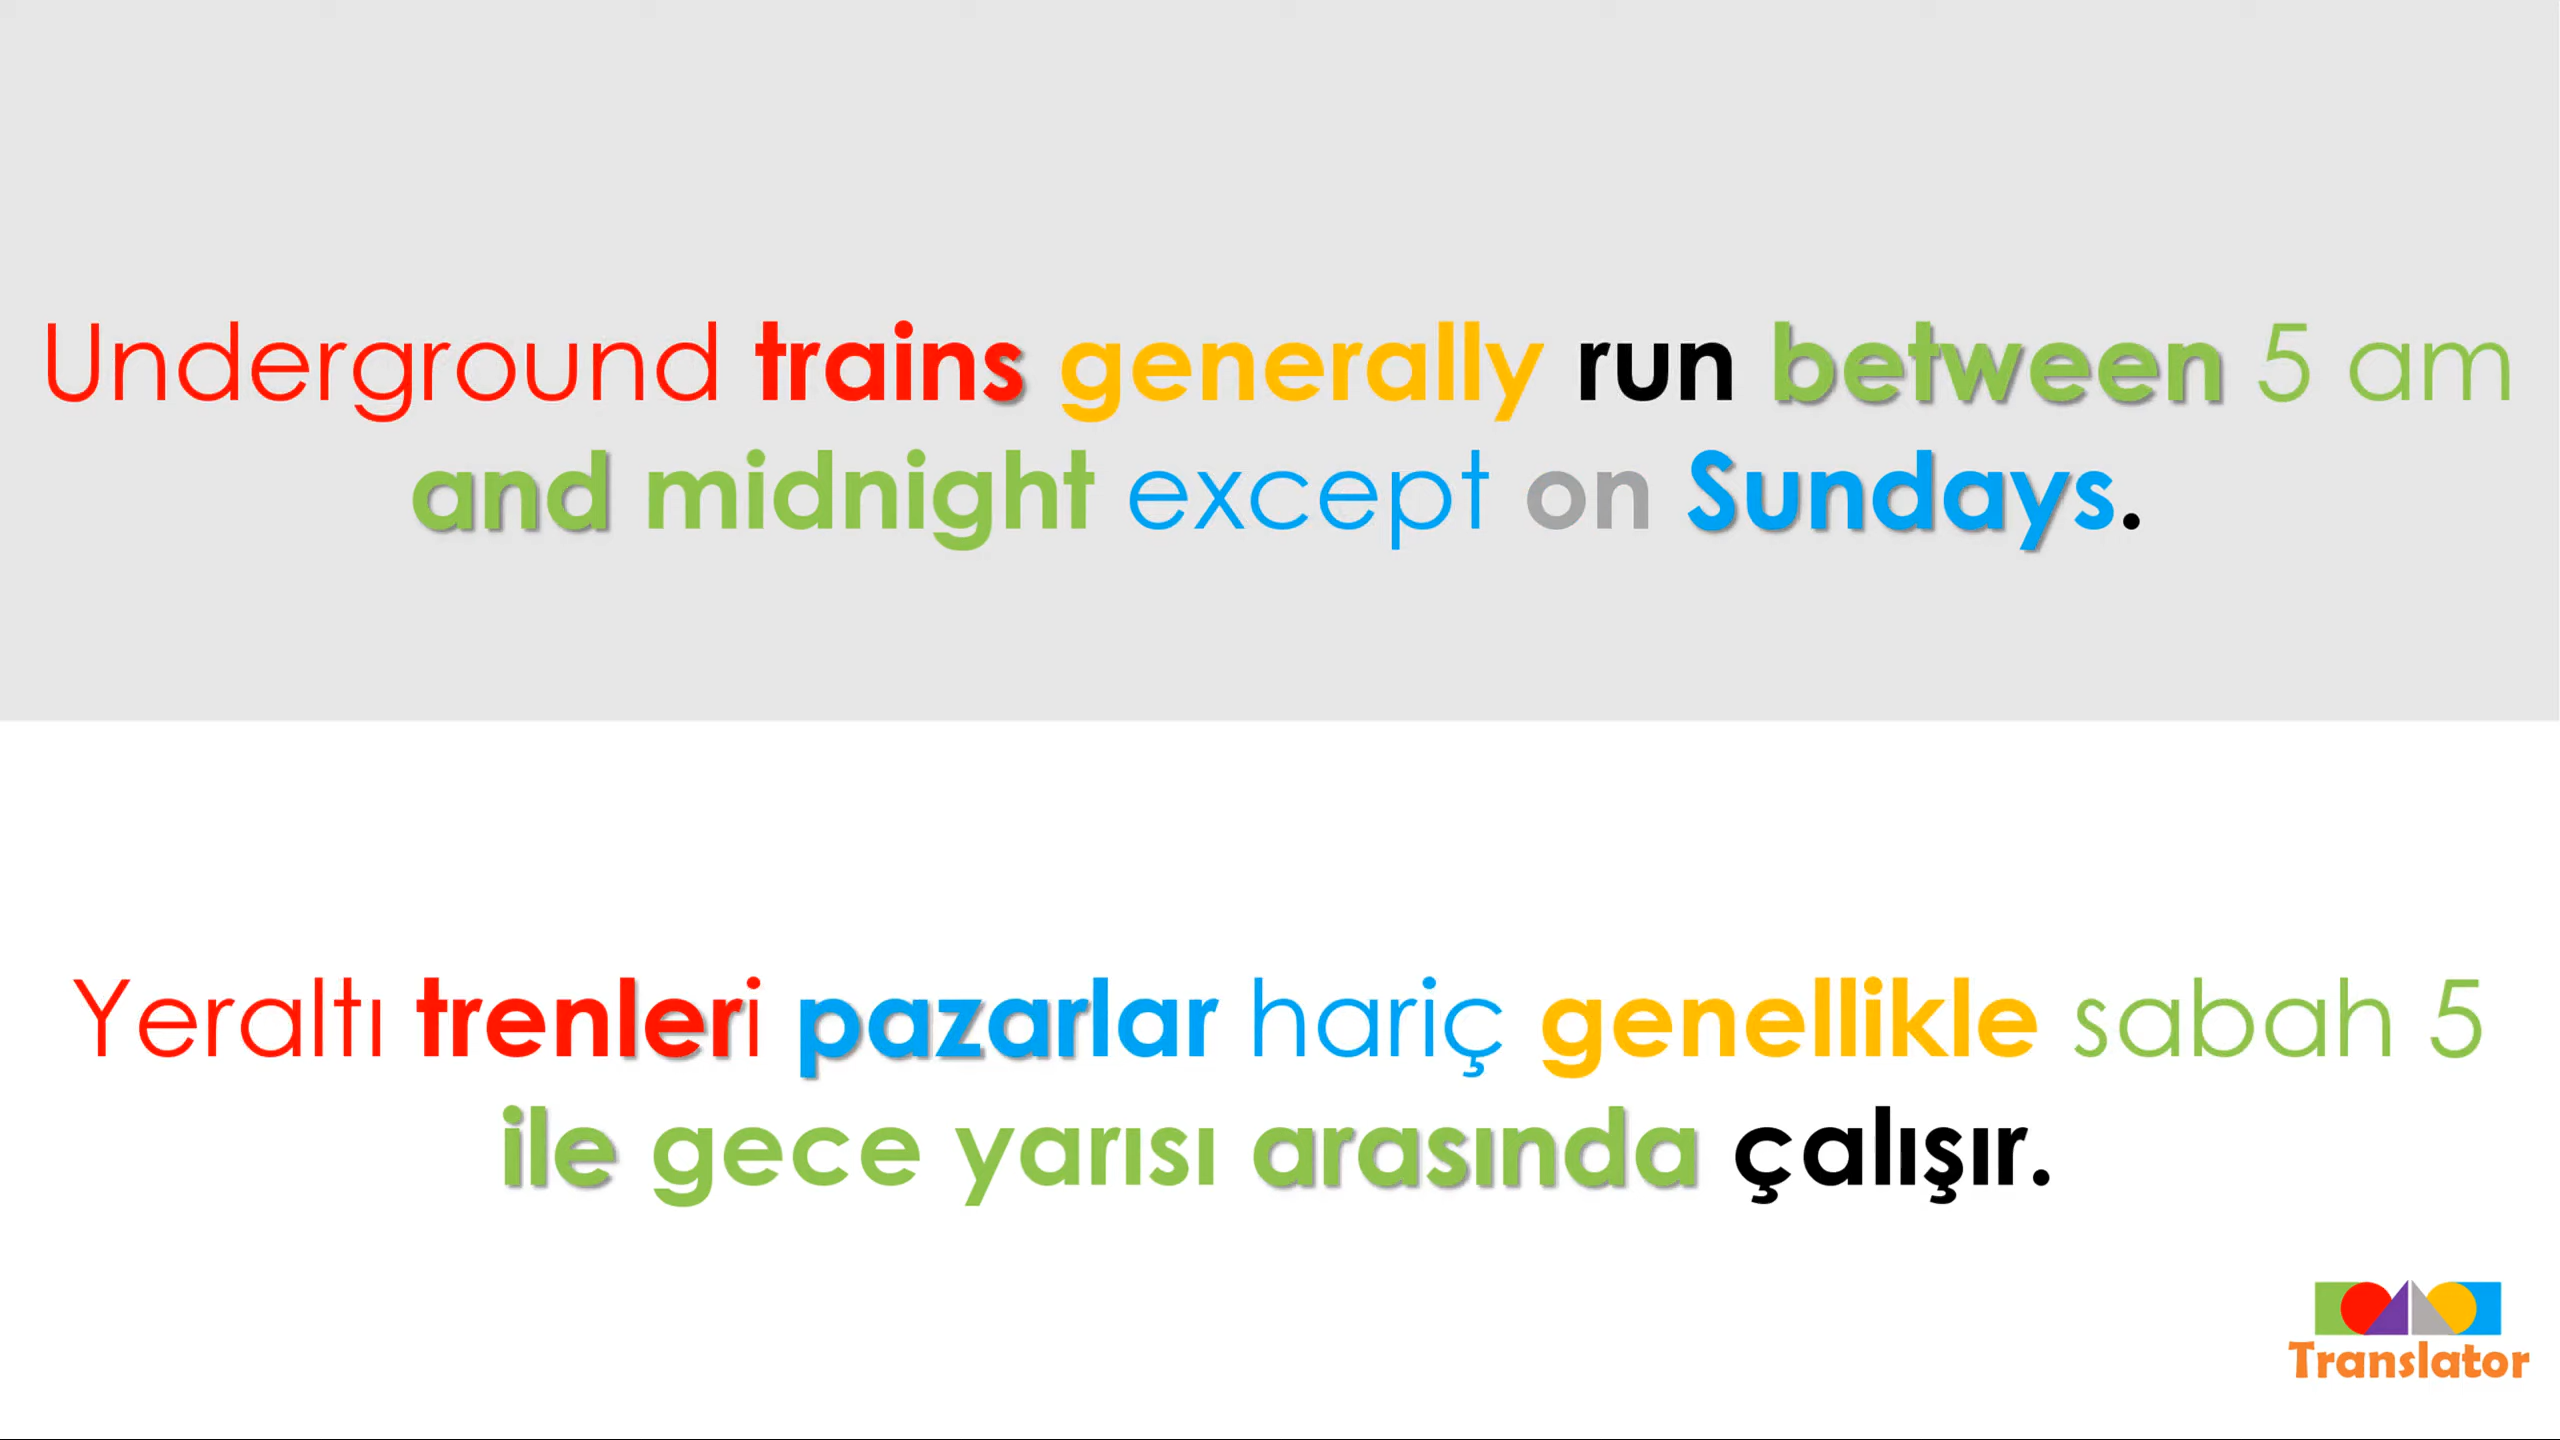 Underground trains generally run between 5 am
and midnight except on Sundays.
Yeraltı trenleri pazarlar hariç genellikle sabah 5
ile gece yarısı arasında çalışır.
Translator